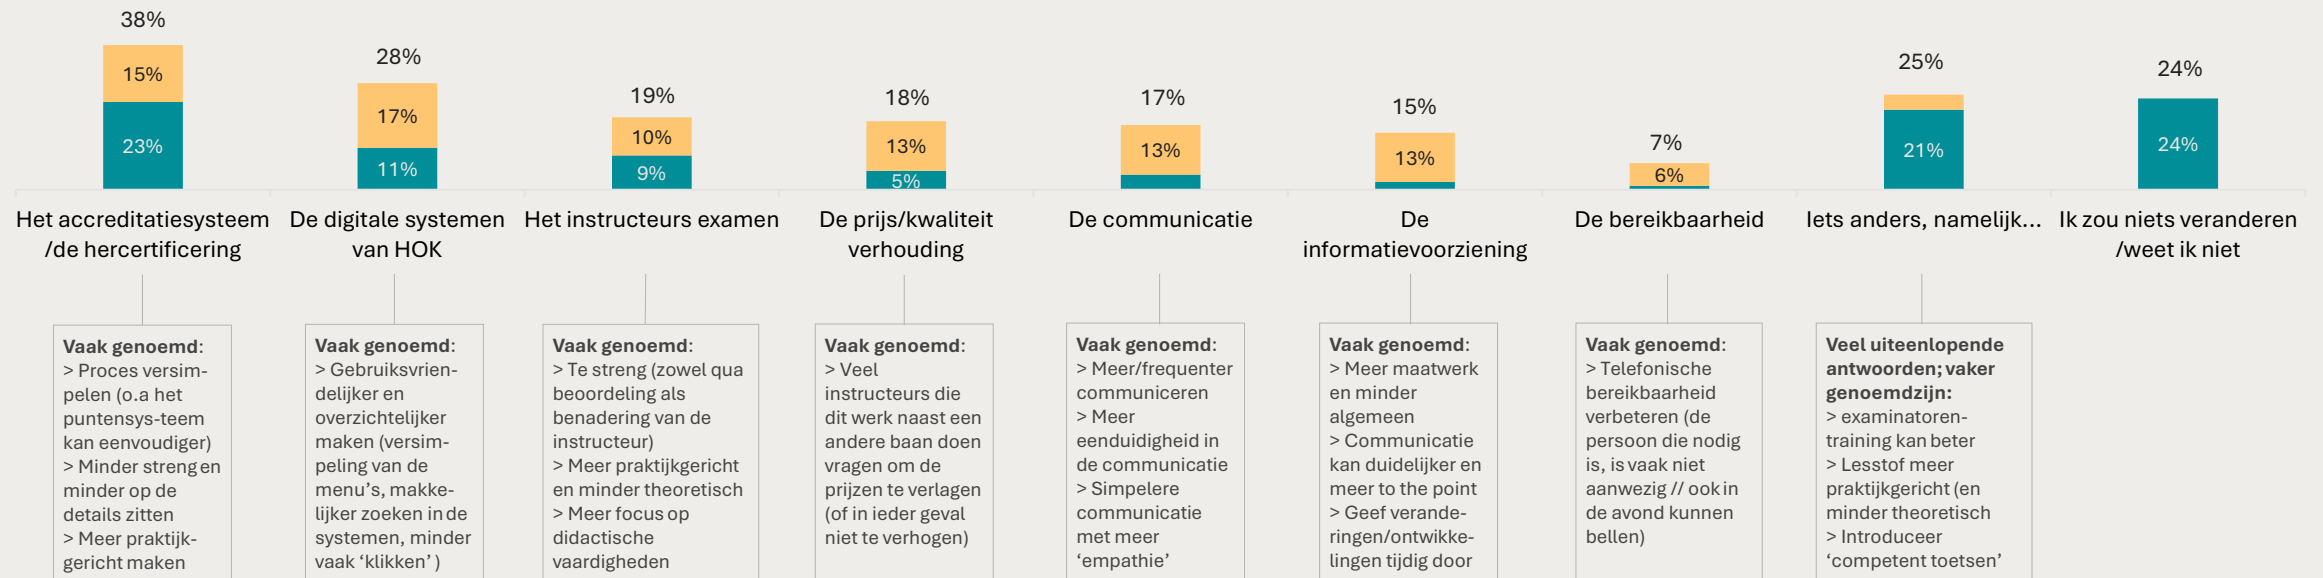 38%
15%
23%
28%
17%
11%
19%
10%
9%
18%
13%
5%
17%
13%
15%
13%
7%
6%
25%
21%
24%
24%
Het accreditatiesysteem
/de hercertificering
De digitale systemen
van HOK
Het instructeurs examen
De prijs/kwaliteit
verhouding
De communicatie
De
informatievoorziening
De bereikbaarheid
Iets anders, namelijk...
Ik zou niets veranderen
/weet ik niet
Vaak genoemd:
> Proces versim-
pelen (o.a het
puntensys-teem
kan eenvoudiger)
> Minder streng en
minder op de
details zitten
> Meer praktijk-
gericht maken
Vaak genoemd:
> Gebruiksvrien-
delijker en
overzichtelijker
maken (versim-
peling van de
menu’s, makke-
lijker zoeken in de
systemen, minder
vaak ‘klikken’ )
Vaak genoemd:
> Te streng (zowel qua
beoordeling als
benadering van de
instructeur)
> Meer praktijkgericht
en minder theoretisch
> Meer focus op
didactische
vaardigheden
Vaak genoemd:
> Veel
instructeurs die
dit werk naast een
andere baan doen
vragen om de
prijzen te verlagen
(of in ieder geval
niet te verhogen)
Vaak genoemd:
> Meer/frequenter
communiceren
> Meer
eenduidigheid in
de communicatie
> Simpelere
communicatie
met meer
‘empathie’
Vaak genoemd:
> Meer maatwerk
en minder
algemeen
> Communicatie
kan duidelijker en
meer to the point
> Geef verande-
ringen/ontwikke-
lingen tijdig door
Vaak genoemd:
> Telefonische
bereikbaarheid
verbeteren (de
persoon die nodig
is, is vaak niet
aanwezig // ook in
de avond kunnen
bellen)
Veel uiteenlopende
antwoorden; vaker
genoemdzijn:
> examinatoren-
training kan beter
> Lesstof meer
praktijkgericht (en
minder theoretisch
> Introduceer
‘competent toetsen’